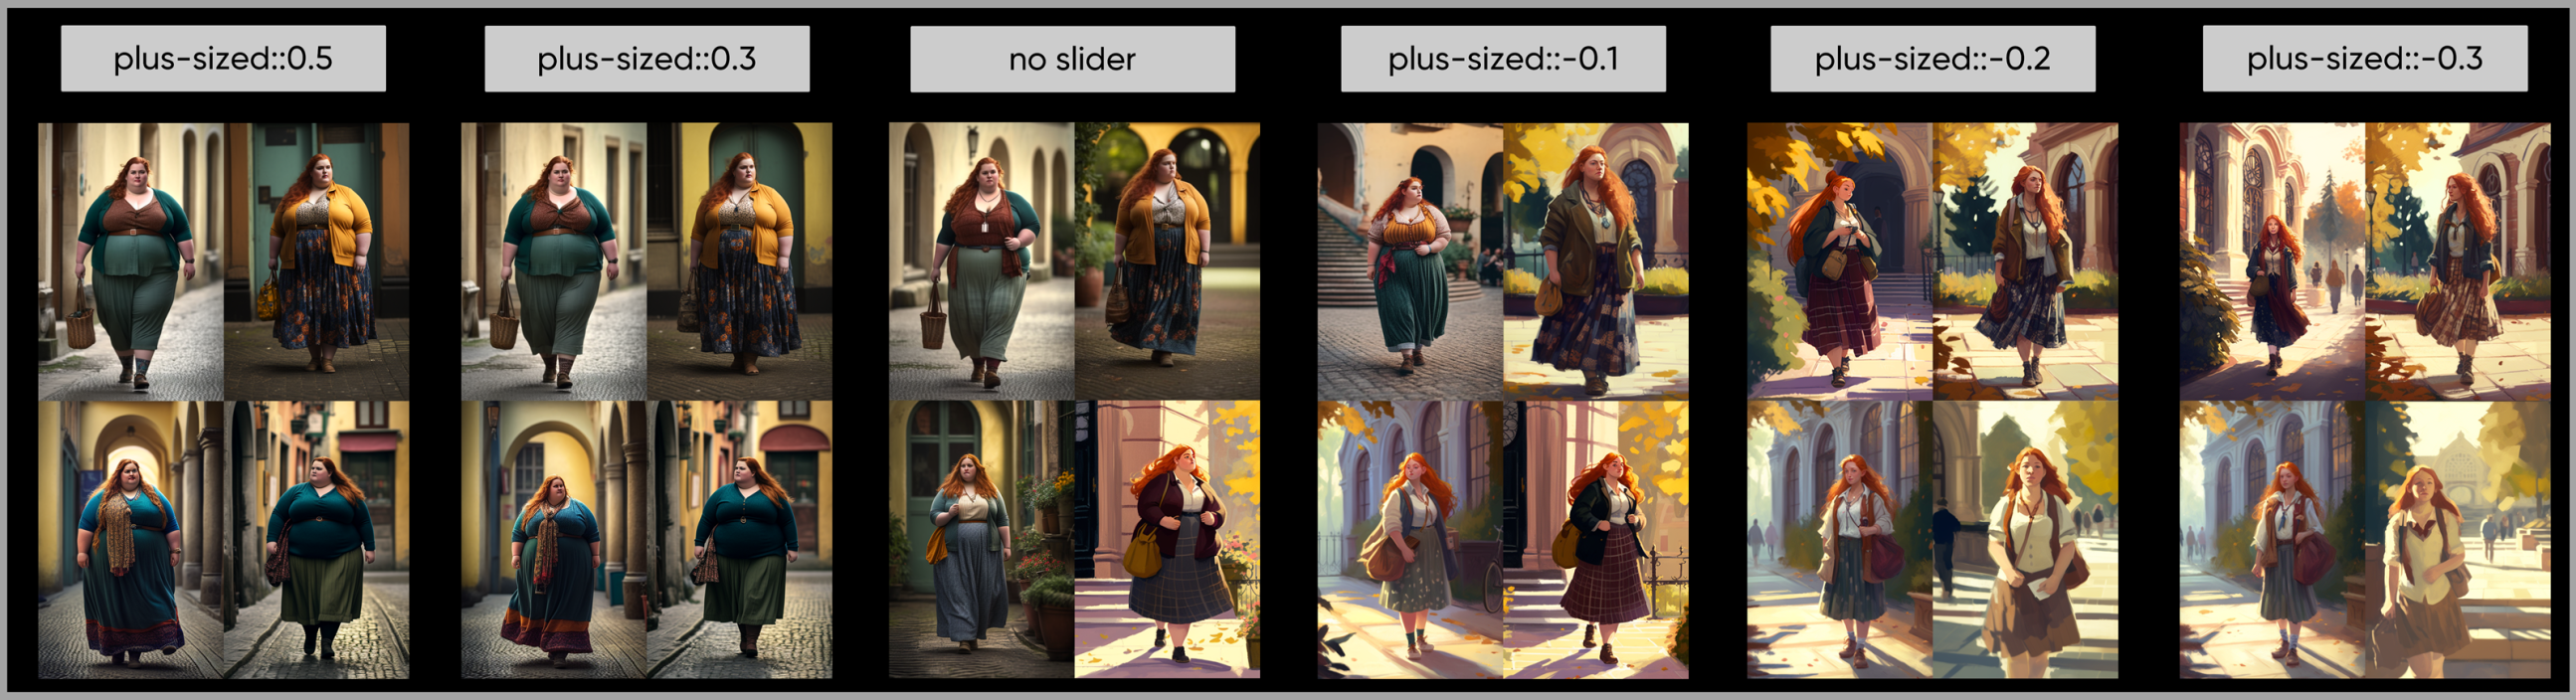 plus-sized::0.5
plus-sized::0.3
no slider
plus-sized::-0.1
plus-sized::-0.2
plus-sized::-0.3